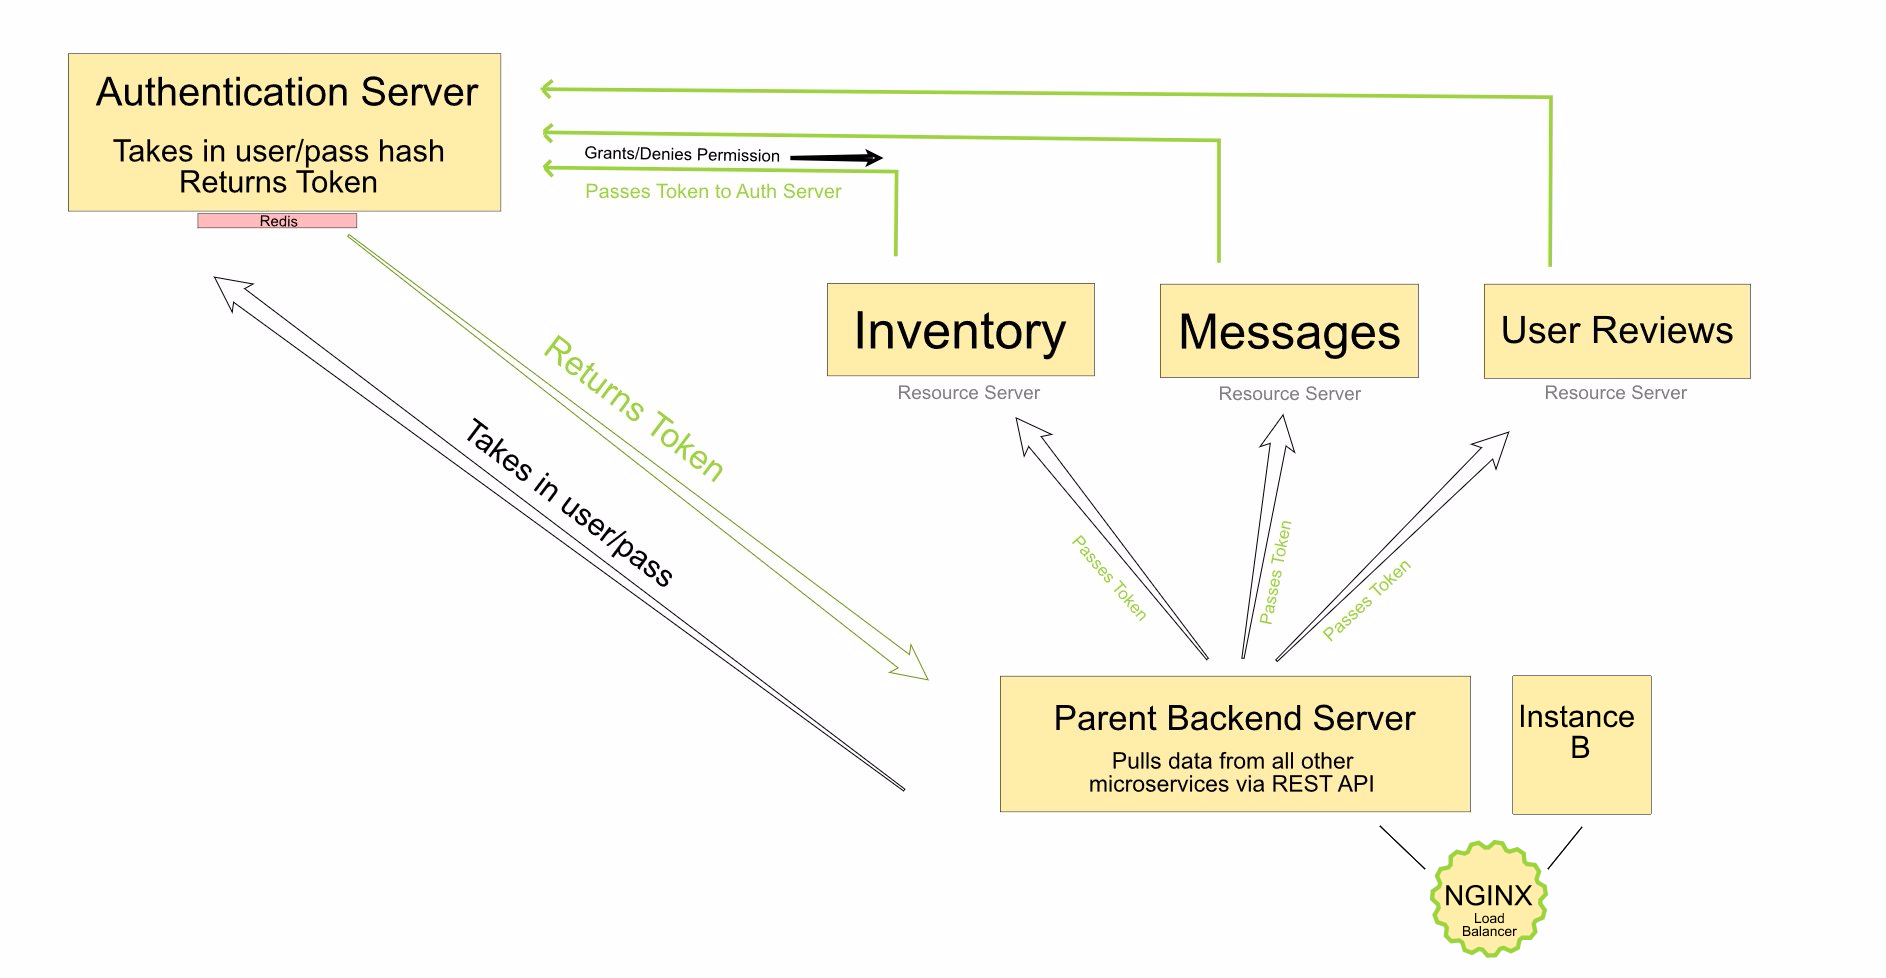 Authentication Server
Takes in user/pass hash
Returns Token
Redis
Grants/Denies Permission
Passes Token to Auth Server
Inventory
Resource Server
Messages
Resource Server
User Reviews
Resource Server
Returns Token
Takes in user/pass
Passes Token
Passes Token
Passes Token
Parent Backend Server
Pulls data from all other
microservices via REST API
Instance
B
NGINX
Load
Balancer